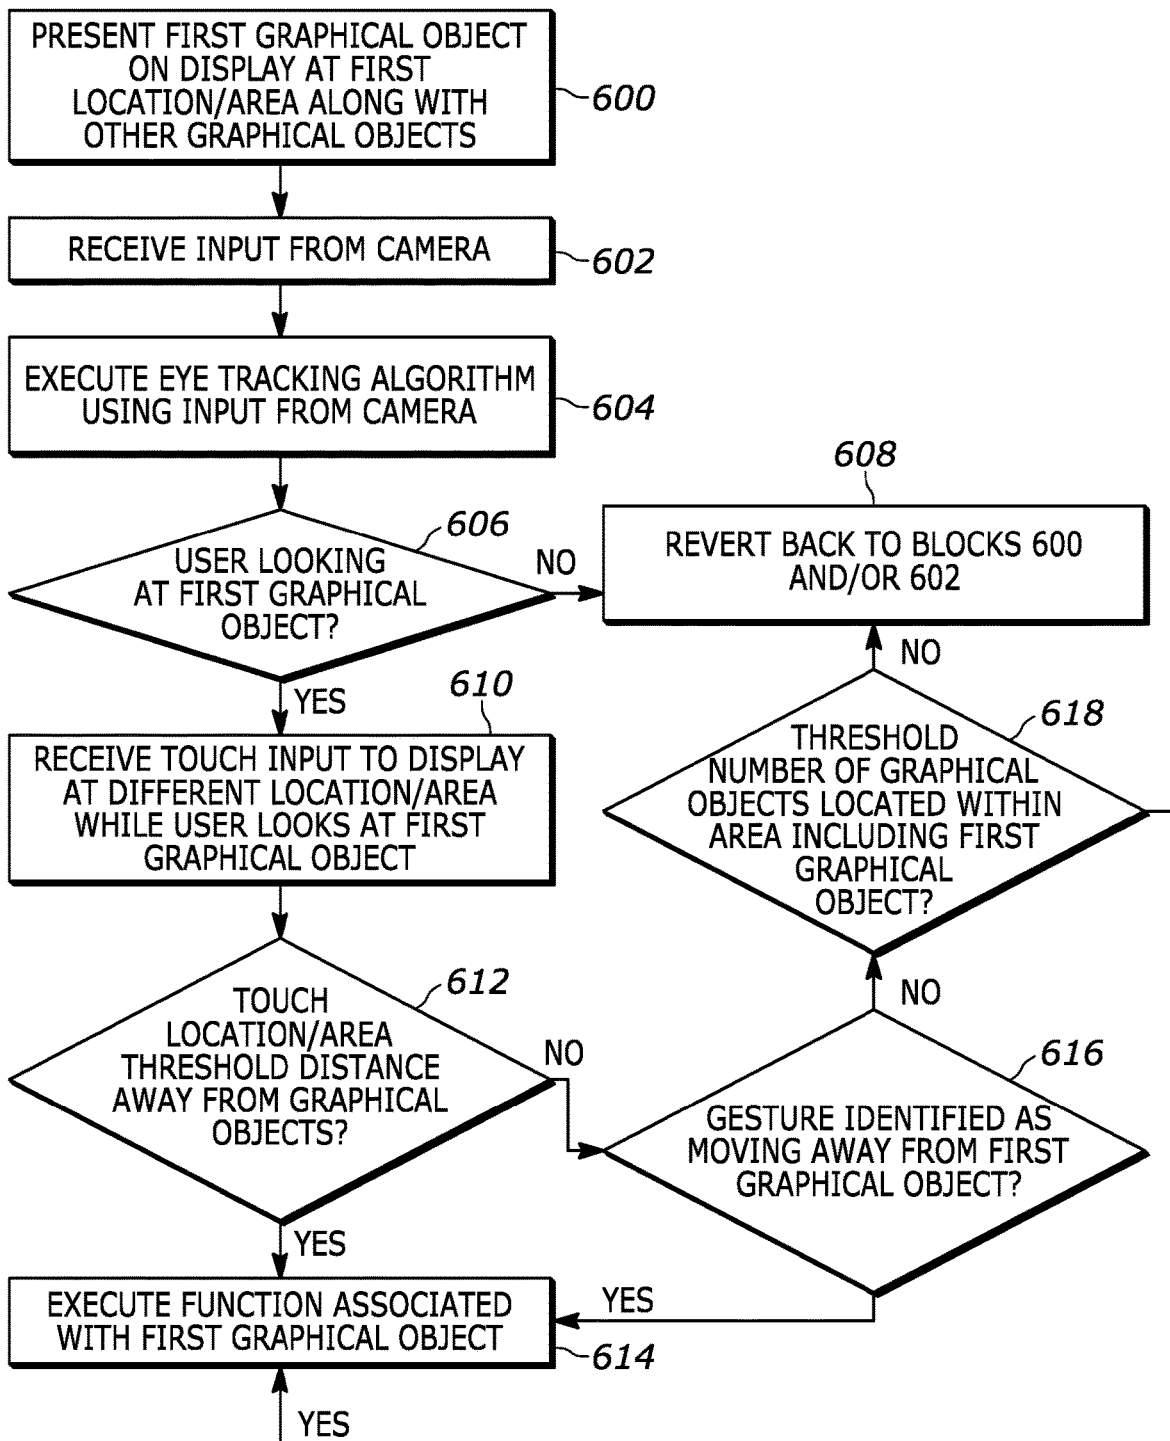 PRESENT FIRST GRAPHICAL OBJECT
ON DISPLAY AT FIRST
LOCATION/AREA ALONG WITH
OTHER GRAPHICAL OBJECTS
600
RECEIVE INPUT FROM CAMERA
602
EXECUTE EYE TRACKING ALGORITHM
USING INPUT FROM CAMERA
604
606
USER LOOKING
AT FIRST GRAPHICAL
OBJECT?
NO
608
REVERT BACK TO BLOCKS 600
AND/OR 602
YES
610
RECEIVE TOUCH INPUT TO DISPLAY
AT DIFFERENT LOCATION/AREA
WHILE USER LOOKS AT FIRST
GRAPHICAL OBJECT
NO
618
THRESHOLD
NUMBER OF GRAPHICAL
OBJECTS LOCATED WITHIN
AREA INCLUDING FIRST
GRAPHICAL
OBJECT?
612
TOUCH
LOCATION/AREA
THRESHOLD DISTANCE
AWAY FROM GRAPHICAL
OBJECTS?
NO
NO
616
GESTURE IDENTIFIED AS
MOVING AWAY FROM FIRST
GRAPHICAL OBJECT?
YES
YES
EXECUTE FUNCTION ASSOCIATED
WITH FIRST GRAPHICAL OBJECT
614
YES